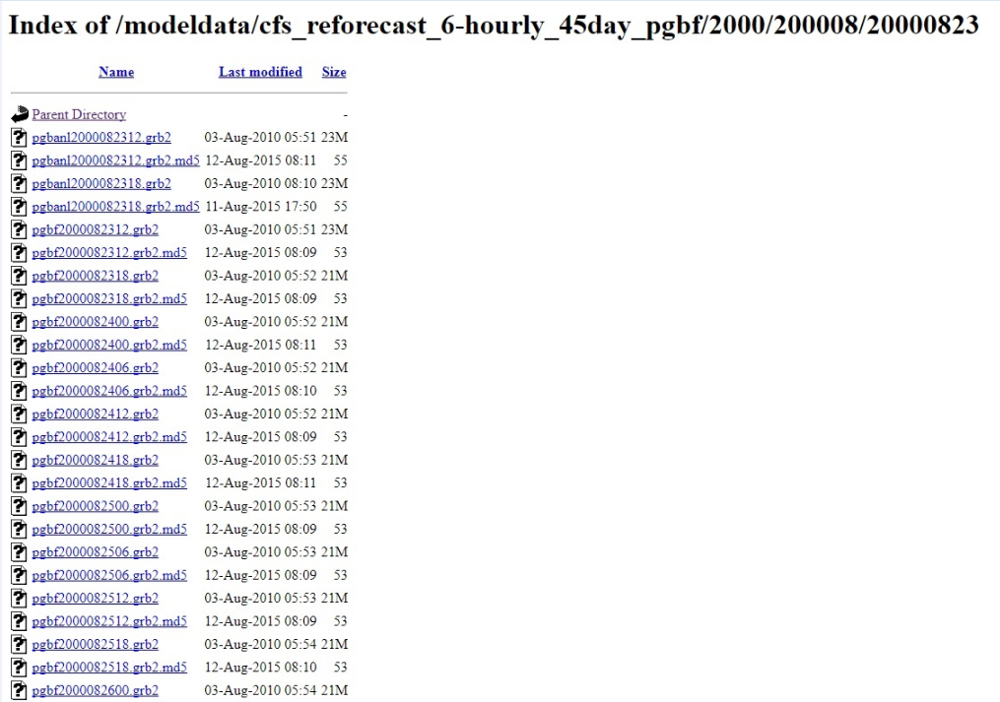 Index of /modeldata/cfs_reforecast_6-hourly_45day_pgbf/2000/200008/20000823
Name Last modified Size
Parent Directory -
pgbanl2000082312.grb2 03-Aug-2010 05:51 23M
pgbanl2000082312.grb2.md5 12-Aug-2015 08:11 55
pgbanl2000082318.grb2 03-Aug-2010 08:10 23M
pgbanl2000082318.grb2.md5 11-Aug-2015 17:50 55
pgbf2000082312.grb2 03-Aug-2010 05:51 23M
pgbf2000082312.grb2.md5 12-Aug-2015 08:09 53
pgbf2000082318.grb2 03-Aug-2010 05:52 21M
pgbf2000082318.grb2.md5 12-Aug-2015 08:09 53
pgbf2000082400.grb2 03-Aug-2010 05:52 21M
pgbf2000082400.grb2.md5 12-Aug-2015 08:11 53
pgbf2000082406.grb2 03-Aug-2010 05:52 21M
pgbf2000082406.grb2.md5 12-Aug-2015 08:10 53
pgbf2000082412.grb2 03-Aug-2010 05:52 21M
pgbf2000082412.grb2.md5 12-Aug-2015 08:09 53
pgbf2000082418.grb2 03-Aug-2010 05:53 21M
pgbf2000082418.grb2.md5 12-Aug-2015 08:11 53
pgbf2000082500.grb2 03-Aug-2010 05:53 21M
pgbf2000082500.grb2.md5 12-Aug-2015 08:09 53
pgbf2000082506.grb2 03-Aug-2010 05:53 21M
pgbf2000082506.grb2.md5 12-Aug-2015 08:09 53
pgbf2000082512.grb2 03-Aug-2010 05:53 21M
pgbf2000082512.grb2.md5 12-Aug-2015 08:09 53
pgbf2000082518.grb2 03-Aug-2010 05:54 21M
pgbf2000082518.grb2.md5 12-Aug-2015 08:10 53
pgbf2000082600.grb2 03-Aug-2010 05:54 21M